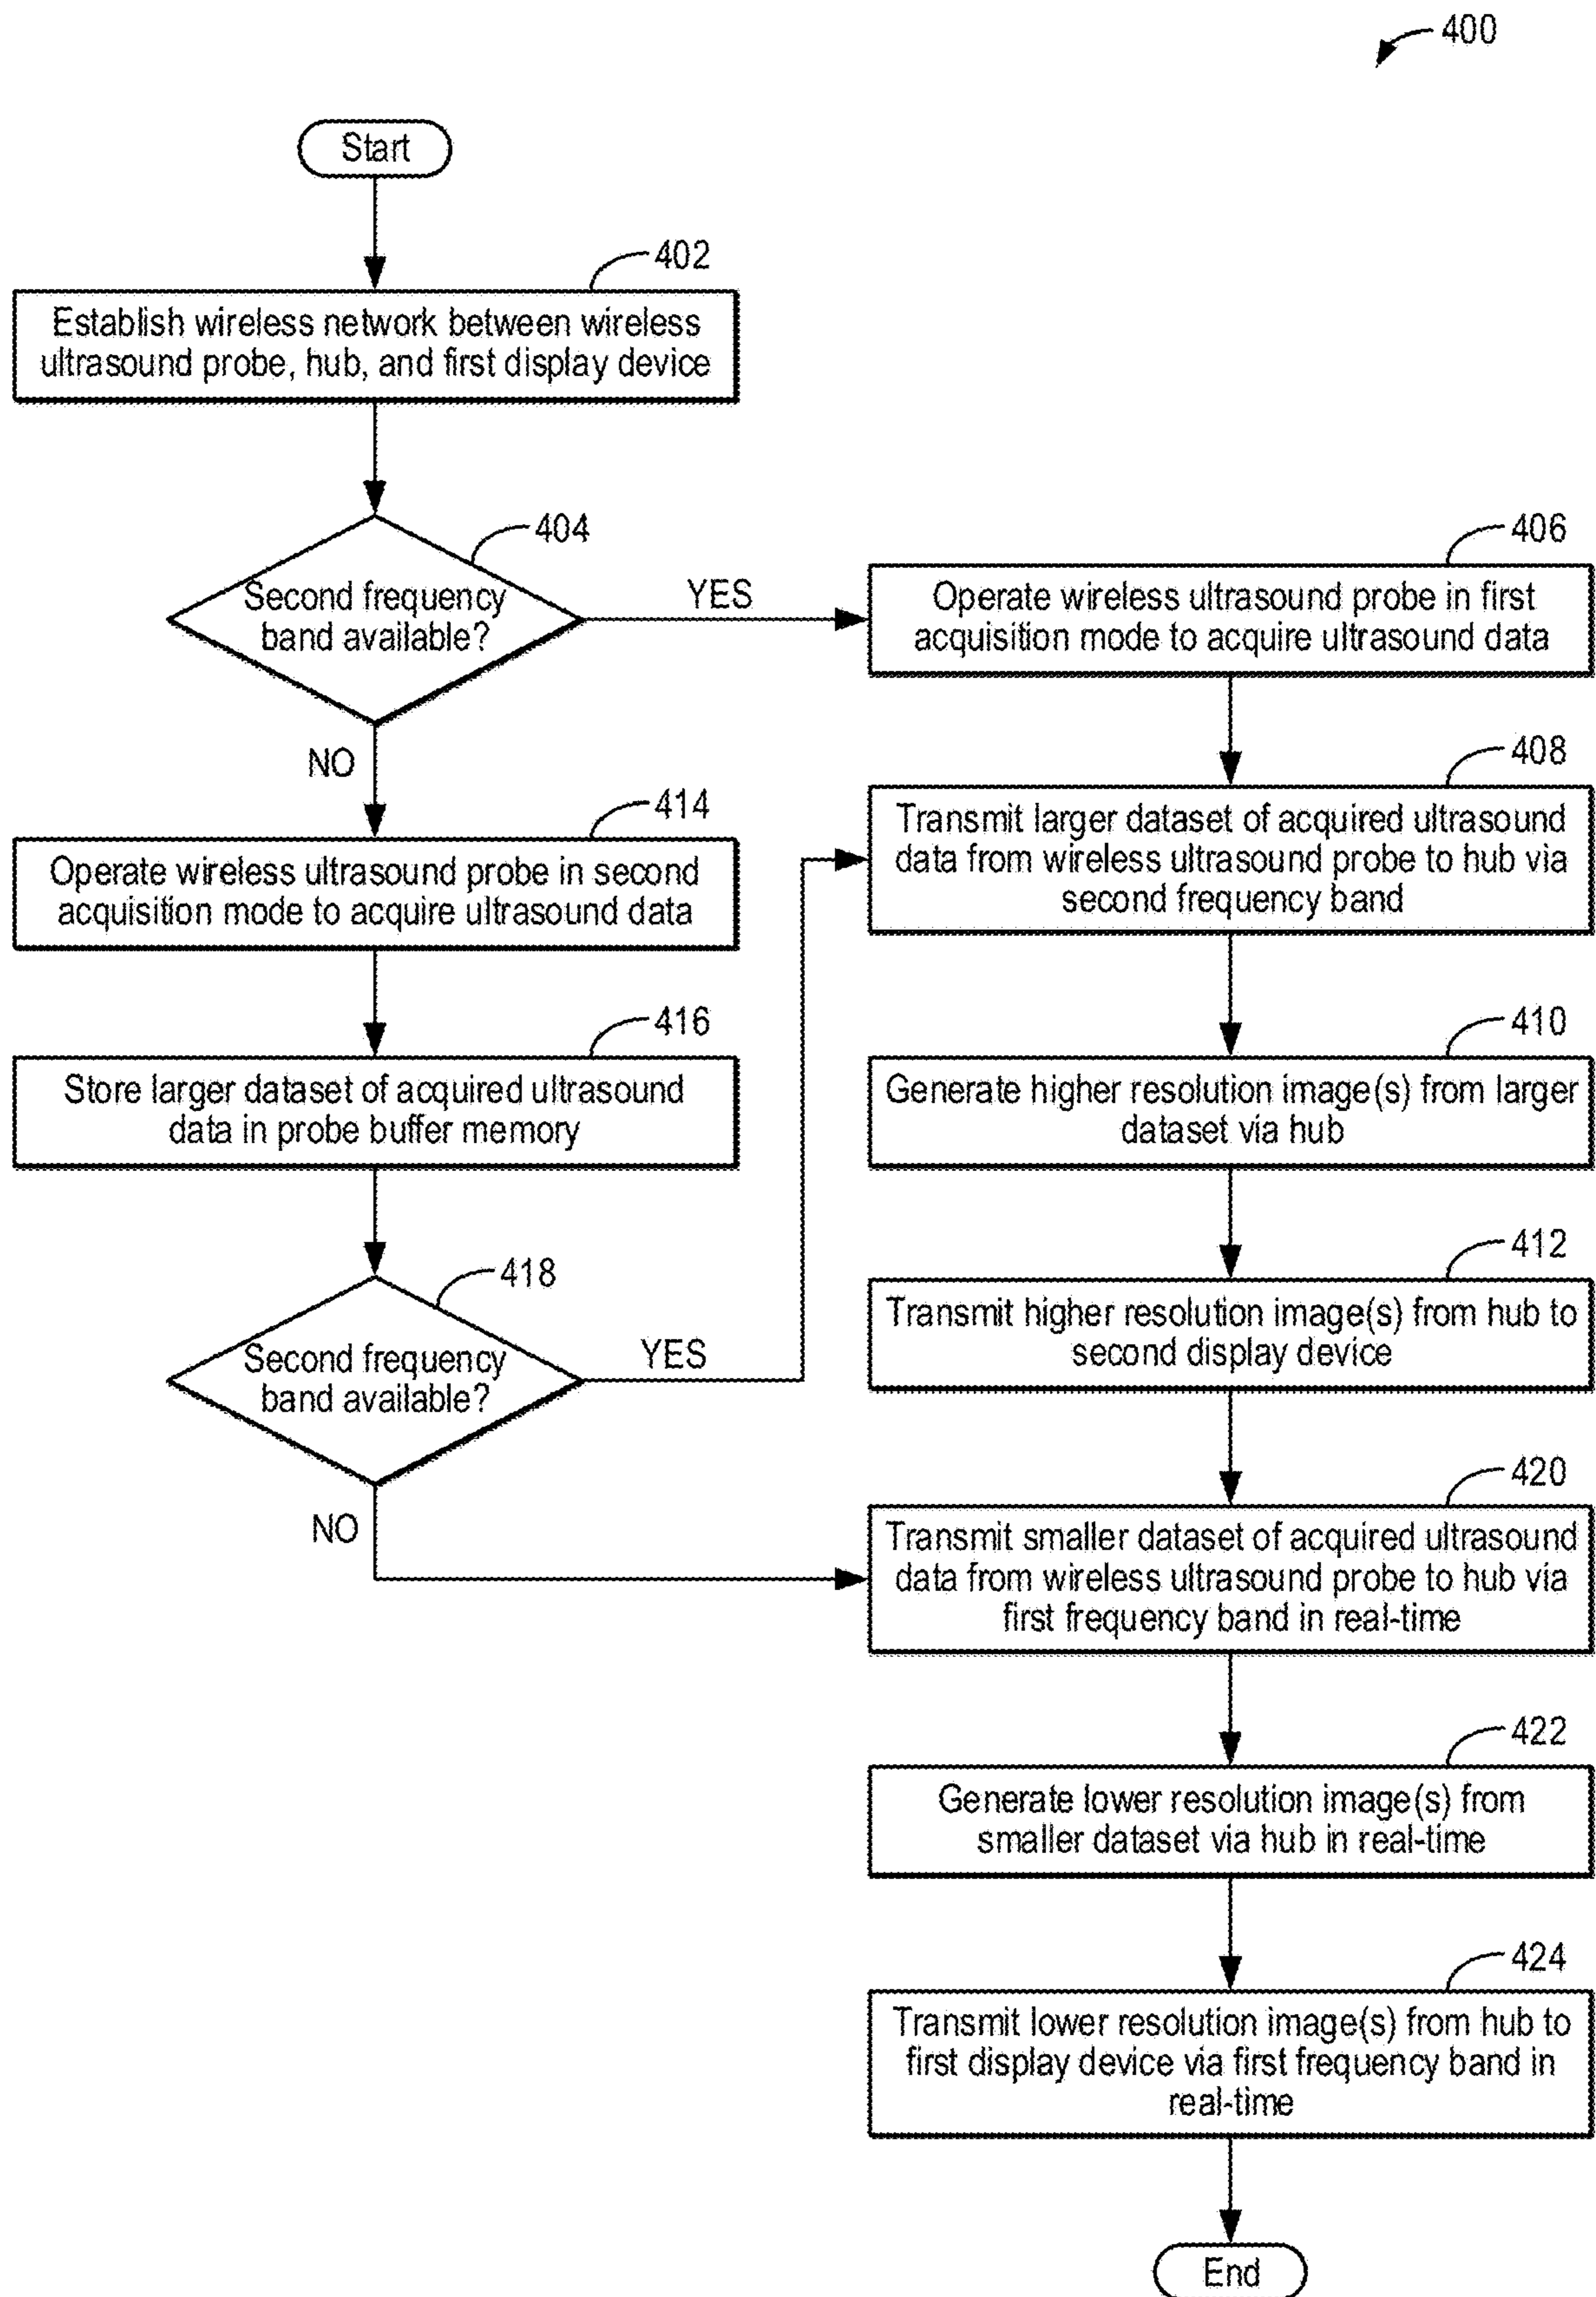 400
Start
402
Establish wireless network between wireless
ultrasound probe, hub, and first display device
404
Second frequency
band available?
YES
NO
406
Operate wireless ultrasound probe in first
acquisition mode to acquire ultrasound data
408
Transmit larger dataset of acquired ultrasound
data from wireless ultrasound probe to hub via
second frequency band
414
Operate wireless ultrasound probe in second
acquisition mode to acquire ultrasound data
416
Store larger dataset of acquired ultrasound
data in probe buffer memory
410
Generate higher resolution image(s) from larger
dataset via hub
412
Transmit higher resolution image(s) from hub to
second display device
418
Second frequency
band available?
YES
NO
420
Transmit smaller dataset of acquired ultrasound
data from wireless ultrasound probe to hub via
first frequency band in real-time
422
Generate lower resolution image(s) from
smaller dataset via hub in real-time
424
Transmit lower resolution image(s) from hub to
first display device via first frequency band in
real-time
End